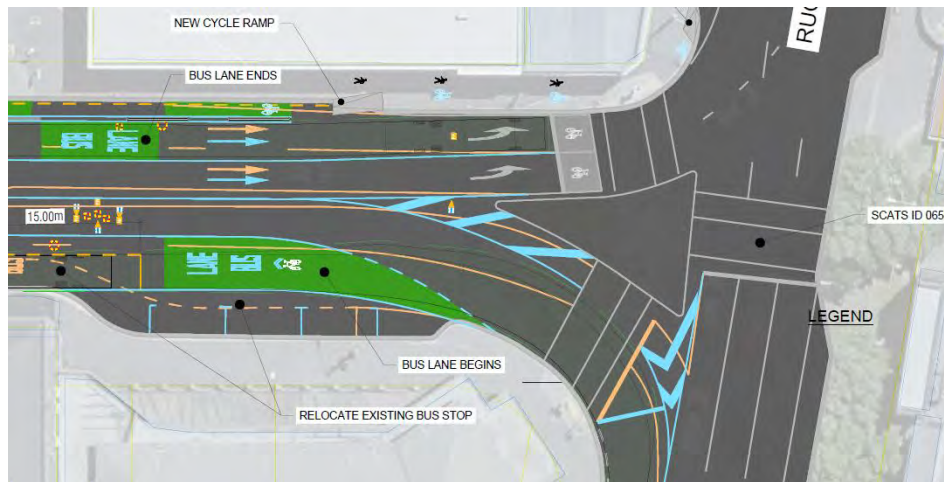 NEW CYCLE RAMP
RUG
BUS LANE ENDS
BUS
LANE
15.00m
SCATS ID 065
LANE
BUS
LEGEND
BUS LANE BEGINS
RELOCATE EXISTING BUS STOP